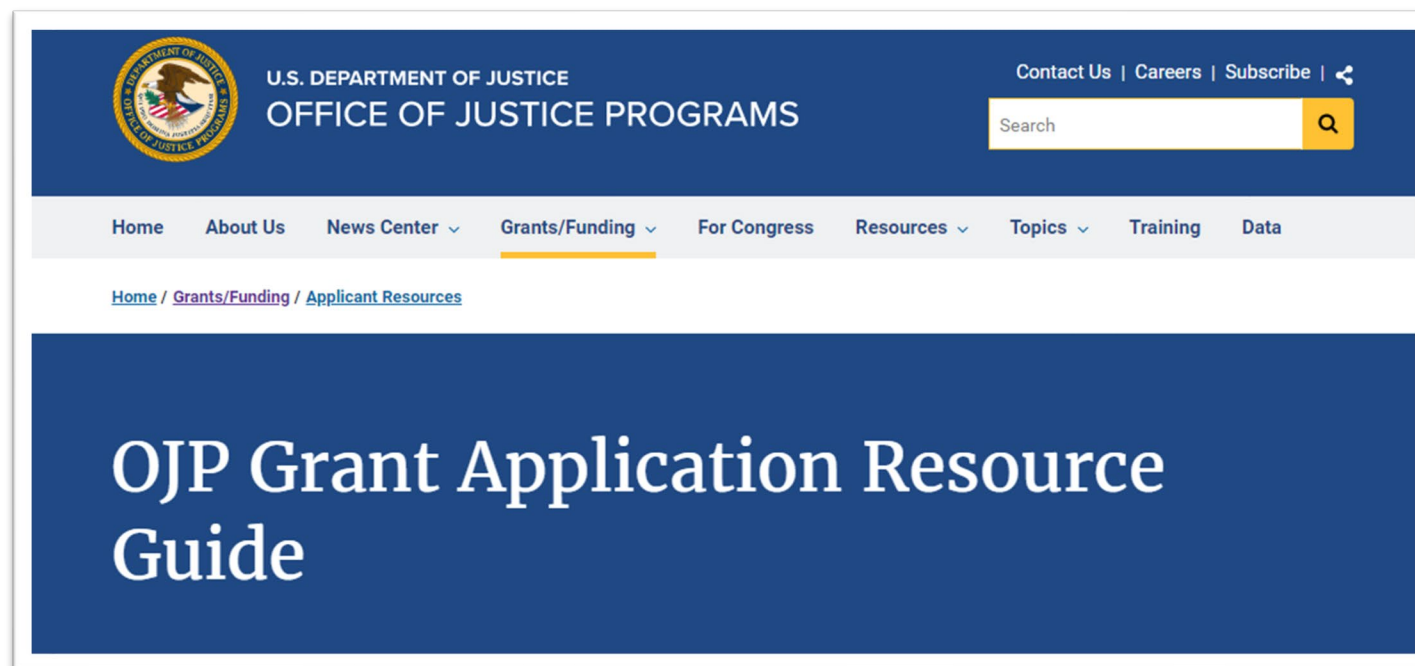 U.S. DEPARTMENT OF JUSTICE
OFFICE OF JUSTICE PROGRAMS
Contact Us | Careers | Subscribe |
Search
Home About Us News Center Grants/Funding For Congress Resources Topics Training Data
Home / Grants/Funding / Applicant Resources
OJP Grant Application Resource
Guide